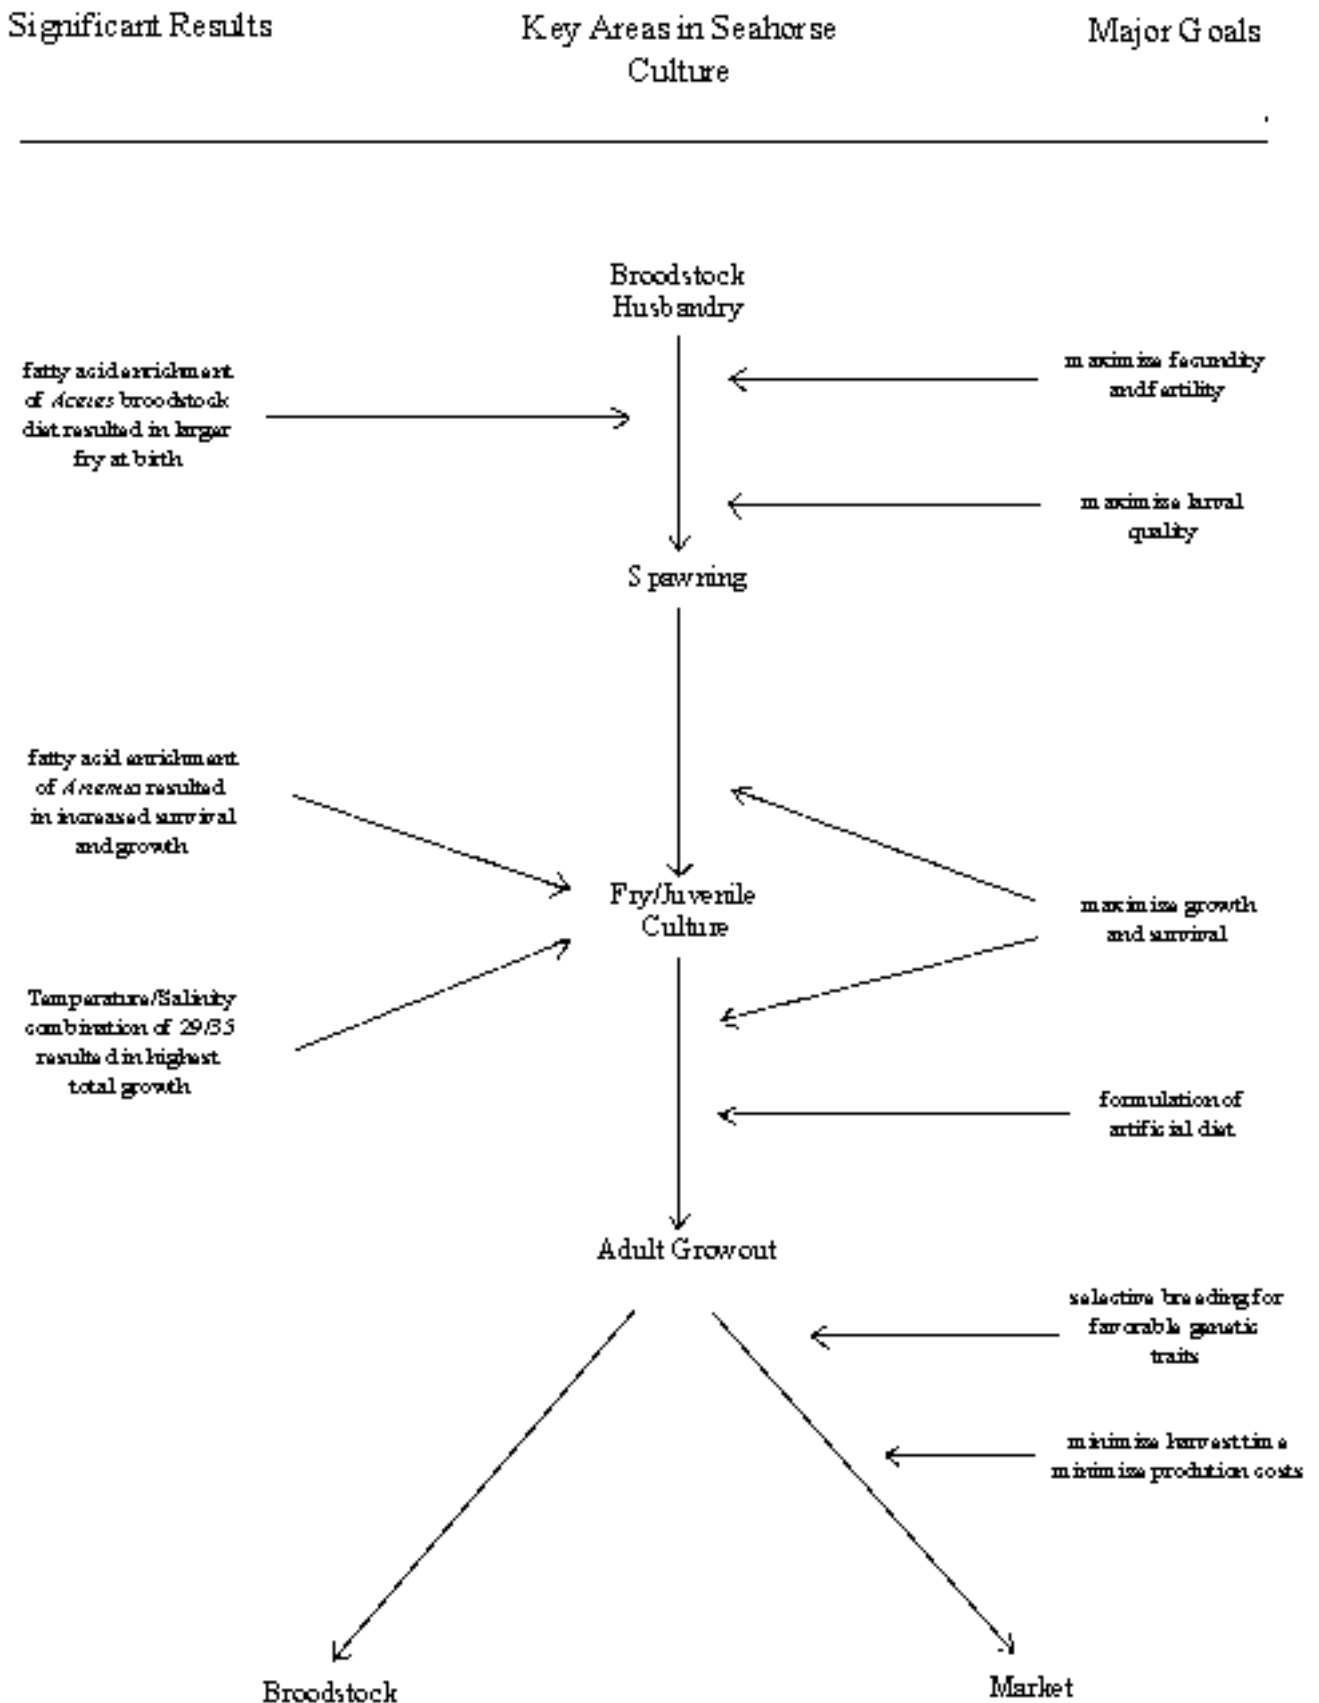 Significant Results
Key Areas in Seahorse
Culture
Major Goals
Broodstock
Husbandry
fatty acid enrichment
of Acetes broodstock
diet resulted in larger
fry at birth
maximize fecundity
and fertility
maximize larval
quality
Spawning
fatty acid enrichment
of Artemia resulted
in increased survival
and growth
Fry/Juvenile
Culture
maximize growth
and survival
Temperature/Salinity
combination of 29/35
resulted in highest
total growth
formulation of
artificial diet
Adult Growout
selective breeding for
favorable genetic
traits
minimize harvest time
minimize prodution costs
Broodstock
Market